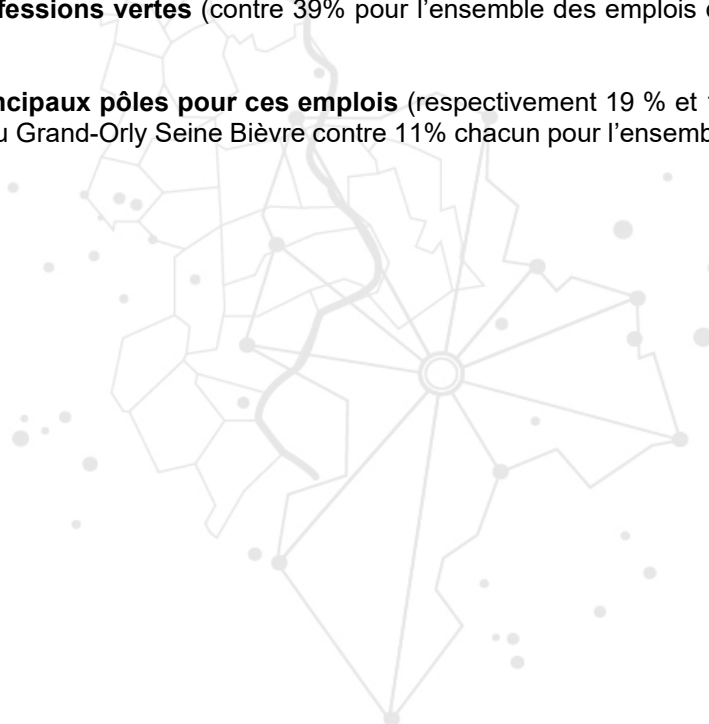 fessions vertes (contre 39% pour l’ensemble des emplois
ncipaux pôles pour ces emplois (respectivement 19 % et
u Grand-Orly Seine Bièvre contre 11% chacun pour l’ensemb